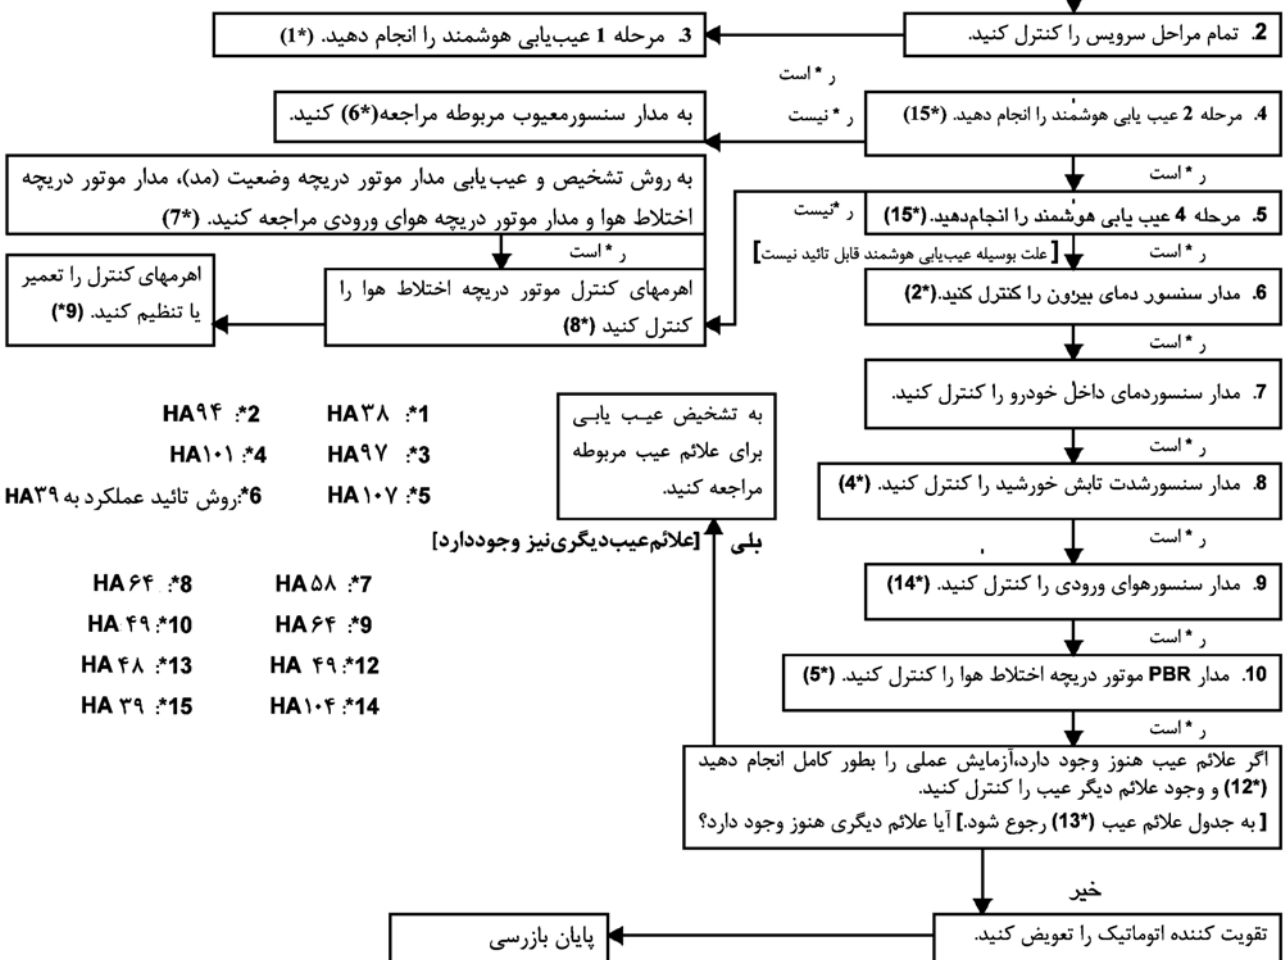 2. تمام مراحل سرویس را کنترل کنید.
3. مرحله 1 عیب‌یابی هوشمند را انجام دهید. (*1)
ر * است
4. مرحله 2 عیب یابی هوشمند را انجام دهید. (*15)
ر * نیست
به مدار سنسورمعیوب مربوطه مراجعه(*6) کنید.
ر * است
5. مرحله 4 عیب یابی هوشمند را انجام‌دهید.(*15)
ر *نیست
به روش تشخیص و عیب‌یابی مدار موتور دریچه وضعیت (مد)، مدار موتور دریچه
اختلاط هوا و مدار موتور دریچه هوای ورودی مراجعه کنید. (*7)
ر * است
اهرمهای کنترل موتور دریچه اختلاط هوا را
کنترل کنید (*8)
اهرمهای کنترل را تعمیر
یا تنظیم کنید. (*9)
ر * است
[ علت بوسیله عیب‌یابی هوشمند قابل تائید نیست]
6. مدار سنسور دمای بیرون را کنترل کنید.(*2)
ر * است
7. مدار سنسوردمای داخل خودرو را کنترل کنید.
ر * است
8. مدار سنسورشدت تابش خورشید را کنترل کنید. (*4)
ر * است
9. مدار سنسورهوای ورودی را کنترل کنید. (*14)
ر * است
10. مدار PBR موتور دریچه اختلاط هوا را کنترل کنید. (*5)
ر * است
اگر علائم عیب هنوز وجود دارد،آزمایش عملی را بطور کامل انجام دهید
(*12) و وجود علائم دیگر عیب را کنترل کنید.
[ به جدول علائم عیب (*13) رجوع شود.] آیا علائم دیگری هنوز وجود دارد؟
بلی [علائم‌عیب‌دیگری‌نیز وجوددارد]
به تشخیض عیـب یابـی
برای علائم عیب مربوطه
مراجعه کنید.
خیر
تقویت کننده اتوماتیک را تعویض کنید.
پایان بازرسی
*1: HA۳۸ *2: HA۹۴
*3: HA۹۷ *4: HA۱۰۱
*5: HA۱۰۷ *6:روش تائید عملکرد به HA۳۹
*7: HA۵۸ *8: HA۶۴
*9: HA۶۴ *10: HA۴۹
*12: HA ۴۹ *13: HA۴۸
*14: HA۱۰۴ *15: HA ۳۹